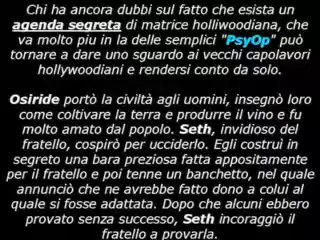 Chi ha ancora dubbi sul fatto che esista un
agenda segreta di matrice holliwoodiana, che
va molto piu in la delle semplici "PsyOp" può
tornare a dare uno sguardo ai vecchi capolavori
hollywoodiani e rendersi conto da solo.
Osiride portò la civiltà agli uomini, insegnò loro
come coltivare la terra e produrre il vino e fu
molto amato dal popolo. Seth, invidioso del
fratello, cospirò per ucciderlo. Egli costruì in
segreto una bara preziosa fatta appositamente
per il fratello e poi tenne un banchetto, nel quale
annunciò che ne avrebbe fatto dono a colui al
quale si fosse adattata. Dopo che alcuni ebbero
provato senza successo, Seth incoraggiò il
fratello a provarla.